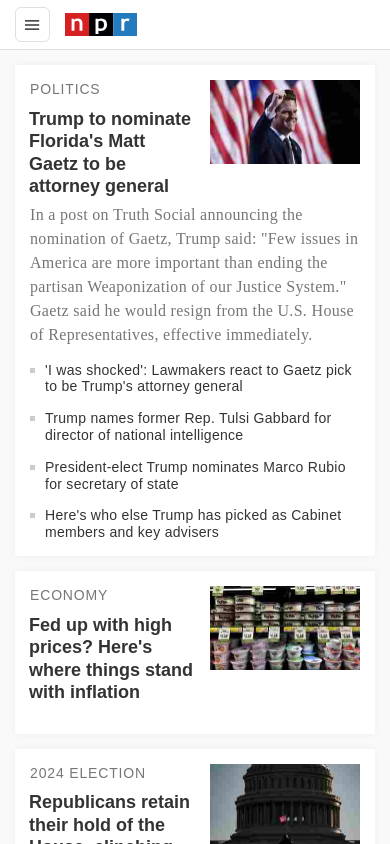 npr
POLITICS
Trump to nominate
Florida's Matt
Gaetz to be
attorney general
In a post on Truth Social announcing the
nomination of Gaetz, Trump said: "Few issues in
America are more important than ending the
partisan Weaponization of our Justice System."
Gaetz said he would resign from the U.S. House
of Representatives, effective immediately.
'I was shocked': Lawmakers react to Gaetz pick
to be Trump's attorney general
Trump names former Rep. Tulsi Gabbard for
director of national intelligence
President-elect Trump nominates Marco Rubio
for secretary of state
Here's who else Trump has picked as Cabinet
members and key advisers
ECONOMY
Fed up with high
prices? Here's
where things stand
with inflation
2024 ELECTION
Republicans retain
their hold of the
House, clinching